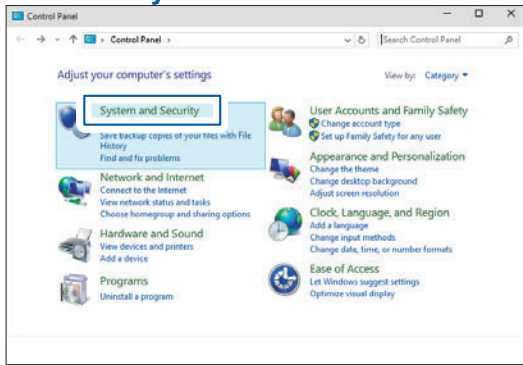 Control Panel
Control Panel
Search Control Panel
Adjust your computer's settings
View by: Category
System and Security
Save backup copies of your files with File
History
Find and fix problems
Network and Internet
Connect to the Internet
View network status and tasks
Choose homegroup and sharing options
Hardware and Sound
View devices and printers
Add a device
Programs
Uninstall a program
User Accounts and Family Safety
Change account type
Set up Family Safety for any user
Appearance and Personalization
Change the theme
Change desktop background
Adjust screen resolution
Clock, Language, and Region
Add a language
Change input methods
Change date, time, or number formats
Ease of Access
Let Windows suggest settings
Optimize visual display